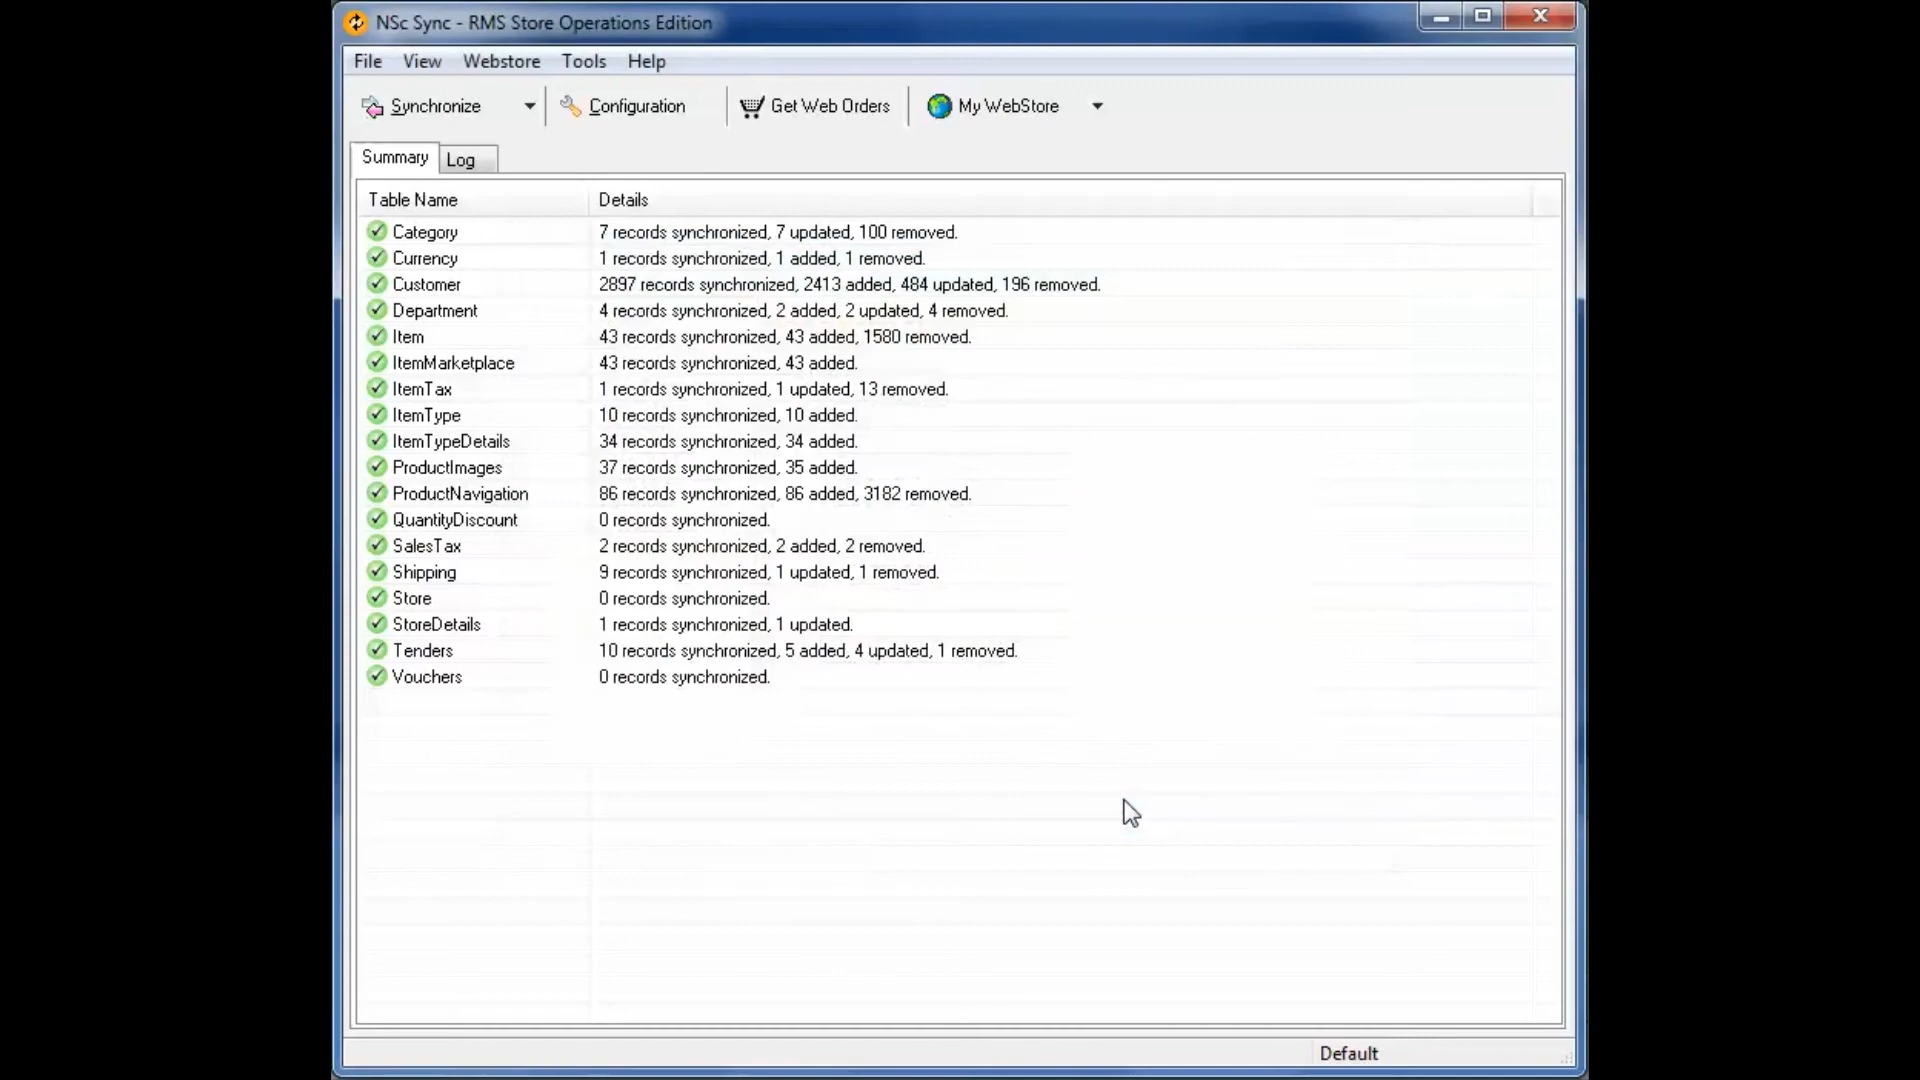 NSc Sync - RMS Store Operations Edition
File View Webstore Tools Help
Synchronize Configuration Get Web Orders My WebStore
Summary Log
Table Name Details
Category 7 records synchronized, 7 updated, 100 removed.
Currency 1 records synchronized, 1 added, 1 removed.
Customer 2897 records synchronized, 2413 added, 484 updated, 196 removed.
Department 4 records synchronized, 2 added, 2 updated, 4 removed.
Item 43 records synchronized, 43 added, 1580 removed.
ItemMarketplace 43 records synchronized, 43 added.
ItemTax 1 records synchronized, 1 updated, 13 removed.
ItemType 10 records synchronized, 10 added.
ItemTypeDetails 34 records synchronized, 34 added.
ProductImages 37 records synchronized, 35 added.
ProductNavigation 86 records synchronized, 86 added, 3182 removed.
QuantityDiscount 0 records synchronized.
SalesTax 2 records synchronized, 2 added, 2 removed.
Shipping 9 records synchronized, 1 updated, 1 removed.
Store 0 records synchronized.
StoreDetails 1 records synchronized, 1 updated.
Tenders 10 records synchronized, 5 added, 4 updated, 1 removed.
Vouchers 0 records synchronized.
Default